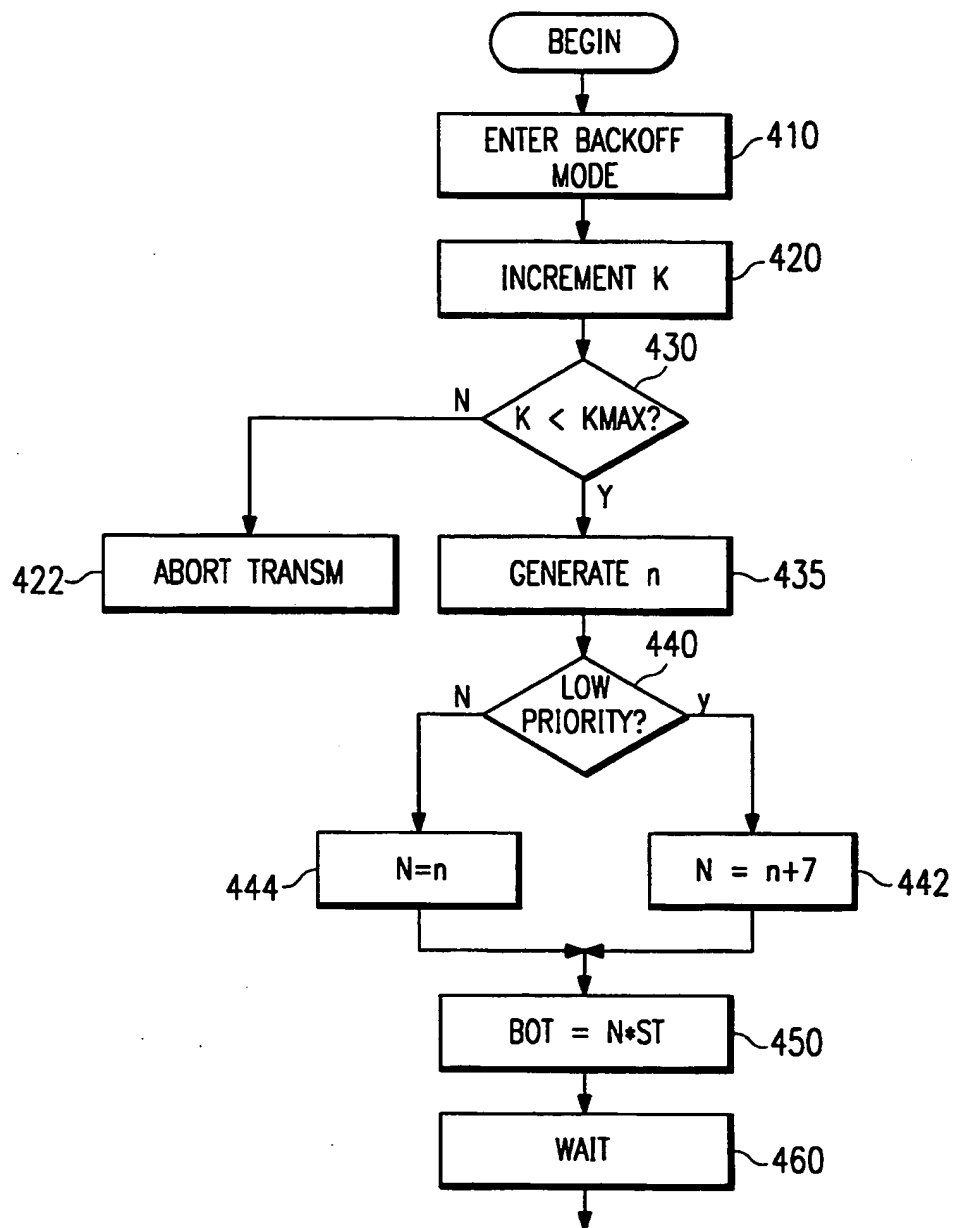 BEGIN
ENTER BACKOFF
MODE
410
INCREMENT K
420
430
N
K < KMAX?
Y
ABORT TRANSM
422
GENERATE n
435
440
N
LOW
PRIORITY?
y
N=n
444
N = n+7
442
BOT = N*ST
450
WAIT
460